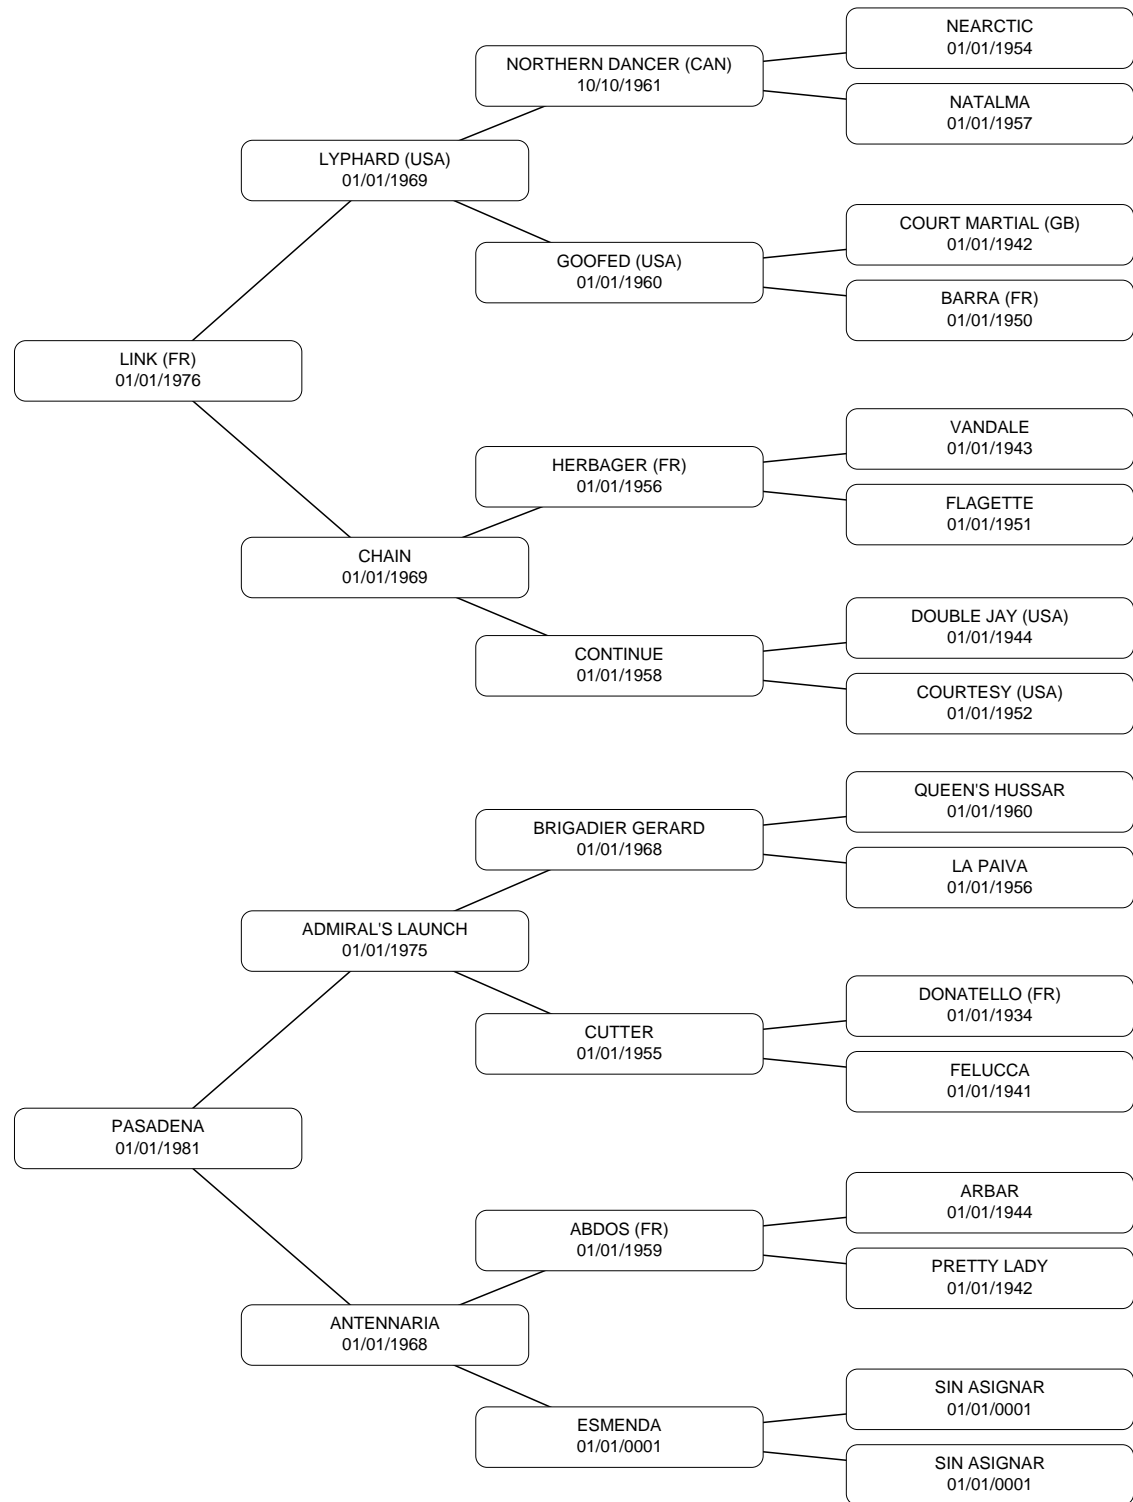 NEARCTIC
01/01/1954
NORTHERN DANCER (CAN)
10/10/1961
NATALMA
01/01/1957
LYPHARD (USA)
01/01/1969
COURT MARTIAL (GB)
01/01/1942
GOOFED (USA)
01/01/1960
BARRA (FR)
01/01/1950
LINK (FR)
01/01/1976
VANDALE
01/01/1943
HERBAGER (FR)
01/01/1956
FLAGETTE
01/01/1951
CHAIN
01/01/1969
DOUBLE JAY (USA)
01/01/1944
CONTINUE
01/01/1958
COURTESY (USA)
01/01/1952
QUEEN'S HUSSAR
01/01/1960
BRIGADIER GERARD
01/01/1968
LA PAIVA
01/01/1956
ADMIRAL'S LAUNCH
01/01/1975
DONATELLO (FR)
01/01/1934
CUTTER
01/01/1955
FELUCCA
01/01/1941
PASADENA
01/01/1981
ARBAR
01/01/1944
ABDOS (FR)
01/01/1959
PRETTY LADY
01/01/1942
ANTENNARIA
01/01/1968
SIN ASIGNAR
01/01/0001
ESMENDA
01/01/0001
SIN ASIGNAR
01/01/0001